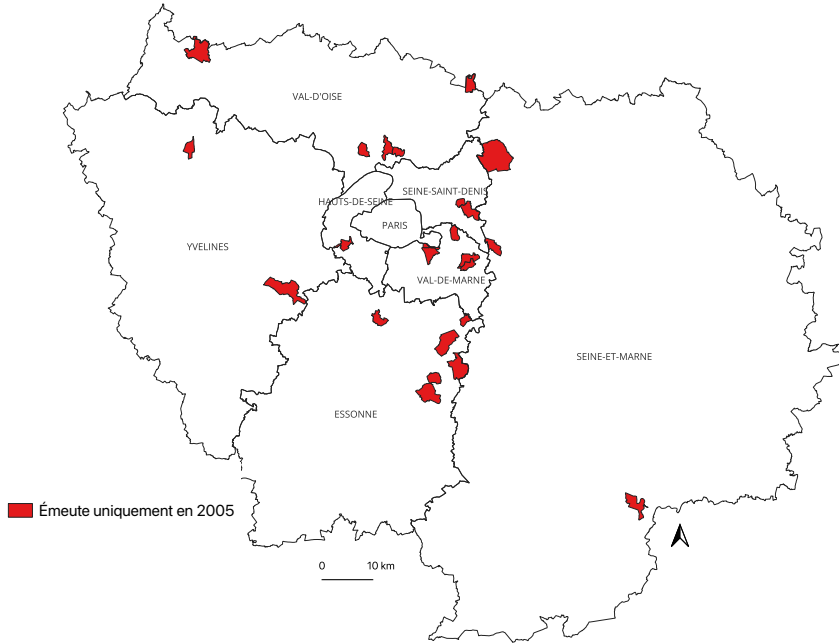 VAL-D'OISE
SEINE-SAINT-DENIS
HAUTS-DE-SEINE
PARIS
YVELINES
VAL-DE-MARNE
SEINE-ET-MARNE
ESSONNE
Émeute uniquement en 2005
0 10 km